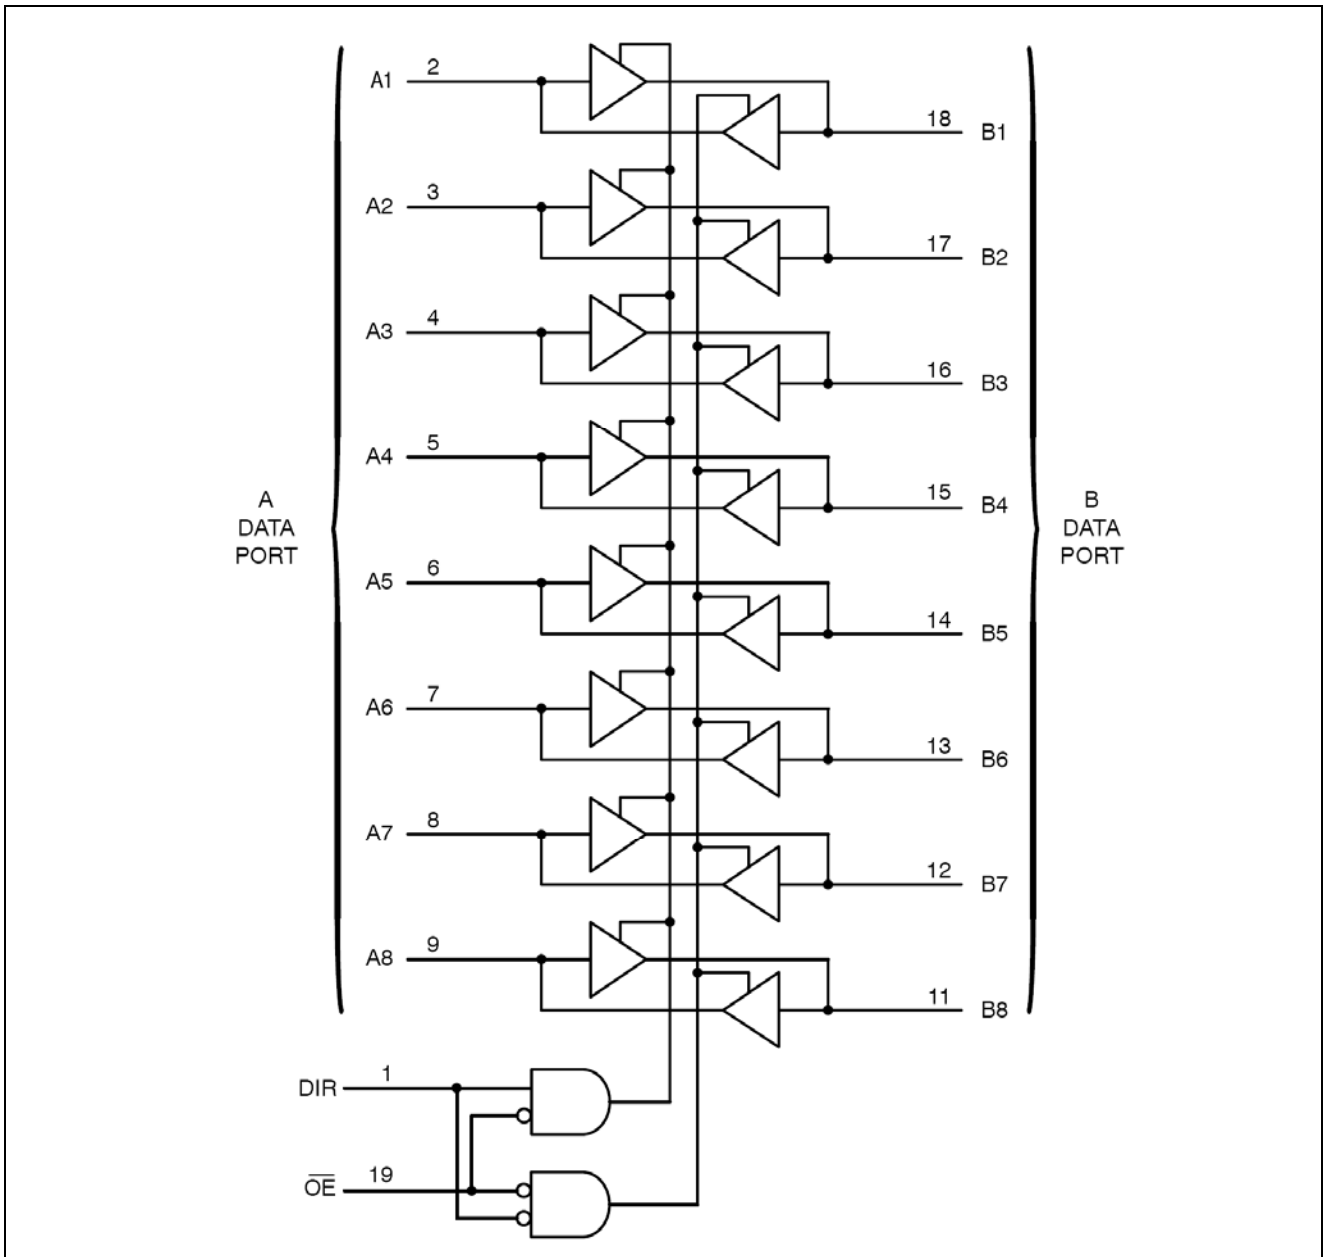 A1 2
18 B1
A2 3
17 B2
A3 4
16 B3
A4 5
15 B4
A
DATA
PORT
B
DATA
PORT
A5 6
14 B5
A6 7
13 B6
A7 8
12 B7
A8 9
11 B8
DIR 1
O̅E̅ 19